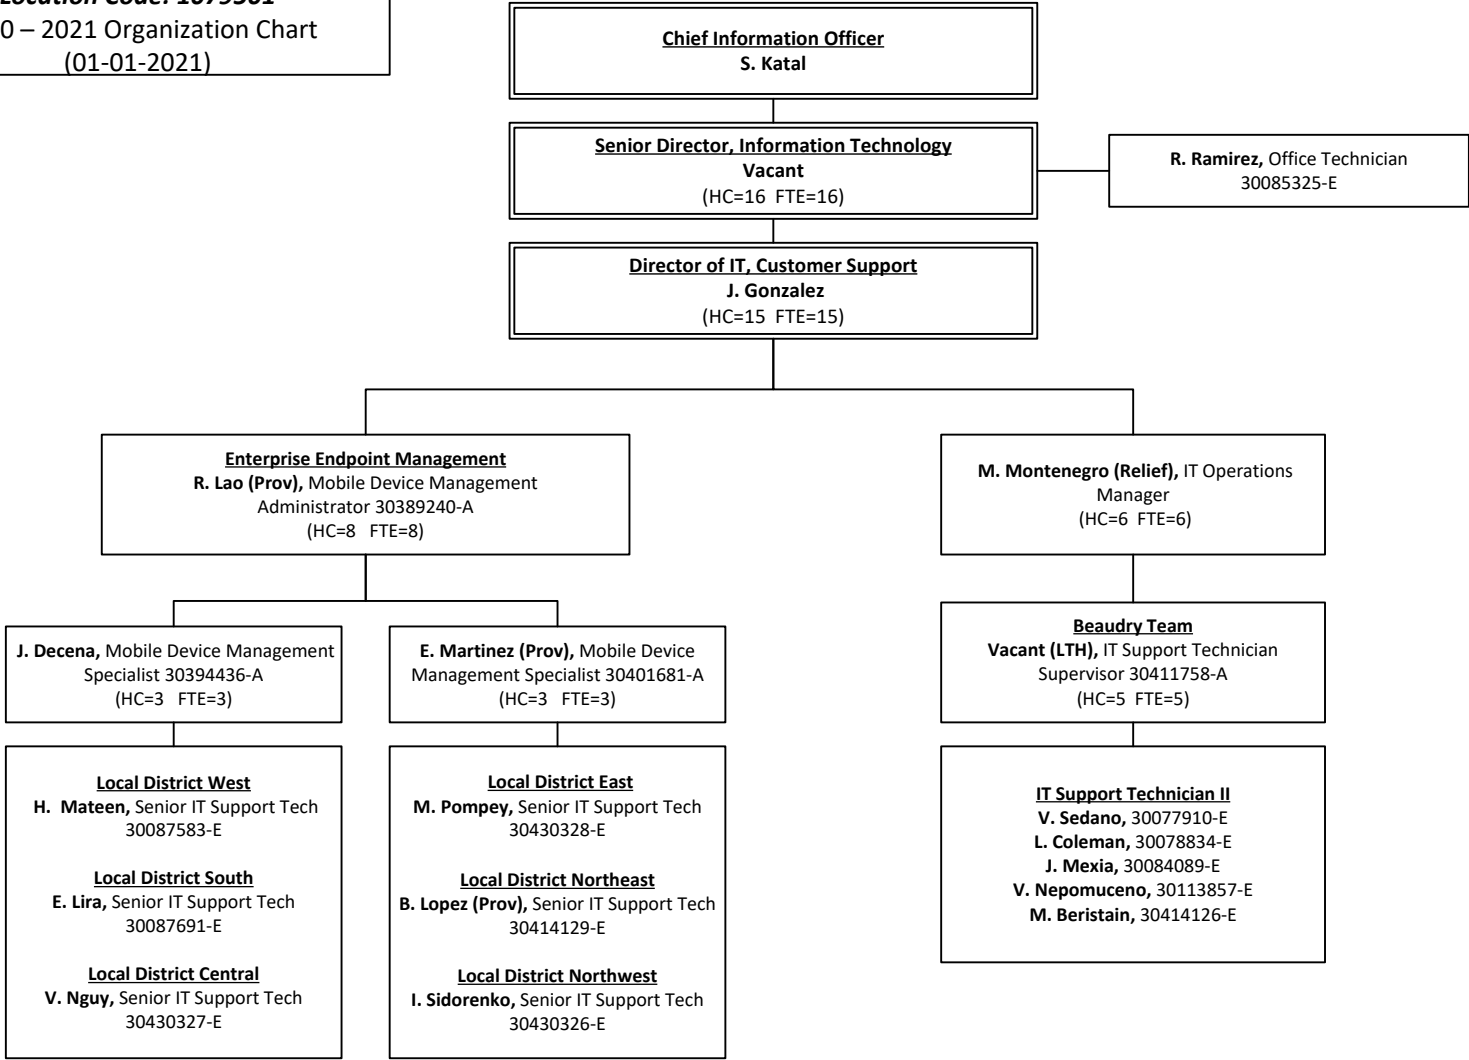 Location Code: 1079501
0 – 2021 Organization Chart
(01-01-2021)
Chief Information Officer
S. Katal
Senior Director, Information Technology
Vacant
(HC=16 FTE=16)
R. Ramirez, Office Technician
30085325-E
Director of IT, Customer Support
J. Gonzalez
(HC=15 FTE=15)
Enterprise Endpoint Management
R. Lao (Prov), Mobile Device Management
Administrator 30389240-A
(HC=8 FTE=8)
M. Montenegro (Relief), IT Operations
Manager
(HC=6 FTE=6)
J. Decena, Mobile Device Management
Specialist 30394436-A
(HC=3 FTE=3)
E. Martinez (Prov), Mobile Device
Management Specialist 30401681-A
(HC=3 FTE=3)
Beaudry Team
Vacant (LTH), IT Support Technician
Supervisor 30411758-A
(HC=5 FTE=5)
Local District West
H. Mateen, Senior IT Support Tech
30087583-E
Local District South
E. Lira, Senior IT Support Tech
30087691-E
Local District Central
V. Nguy, Senior IT Support Tech
30430327-E
Local District East
M. Pompey, Senior IT Support Tech
30430328-E
Local District Northeast
B. Lopez (Prov), Senior IT Support Tech
30414129-E
Local District Northwest
I. Sidorenko, Senior IT Support Tech
30430326-E
IT Support Technician II
V. Sedano, 30077910-E
L. Coleman, 30078834-E
J. Mexia, 30084089-E
V. Nepomuceno, 30113857-E
M. Beristain, 30414126-E